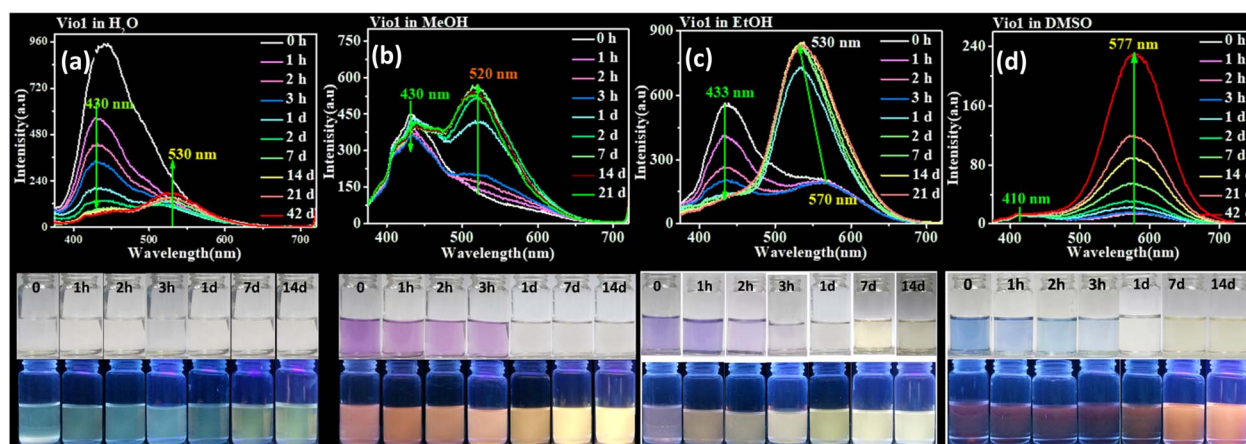 Vio1 in H2O
(a)
Intenisity(a.u)
960
720
480
240
0
400
500
600
700
Wavelength(nm)
430 nm
530 nm
0 h
1 h
2 h
3 h
1 d
2 d
7 d
14 d
21 d
42 d
Vio1 in MeOH
(b)
Intenisity(a.u)
750
600
450
300
150
0
400
500
600
700
Wavelength(nm)
430 nm
520 nm
0 h
1 h
2 h
3 h
1 d
2 d
7 d
14 d
21 d
Vio1 in EtOH
(c)
Intenisity(a.u)
900
600
300
0
400
500
600
700
Wavelength(nm)
433 nm
530 nm
570 nm
0 h
1 h
2 h
3 h
1 d
2 d
7 d
14 d
21 d
Vio1 in DMSO
(d)
Intenisity(a.u)
240
160
80
0
400
500
600
700
Wavelength(nm)
410 nm
577 nm
0 h
1 h
2 h
3 h
1 d
2 d
7 d
14 d
21 d
42 d
0 1h 2h 3h 1d 7d 14d
0 1h 2h 3h 1d 7d 14d
0 1h 2h 3h 1d 7d 14d
0 1h 2h 3h 1d 7d 14d